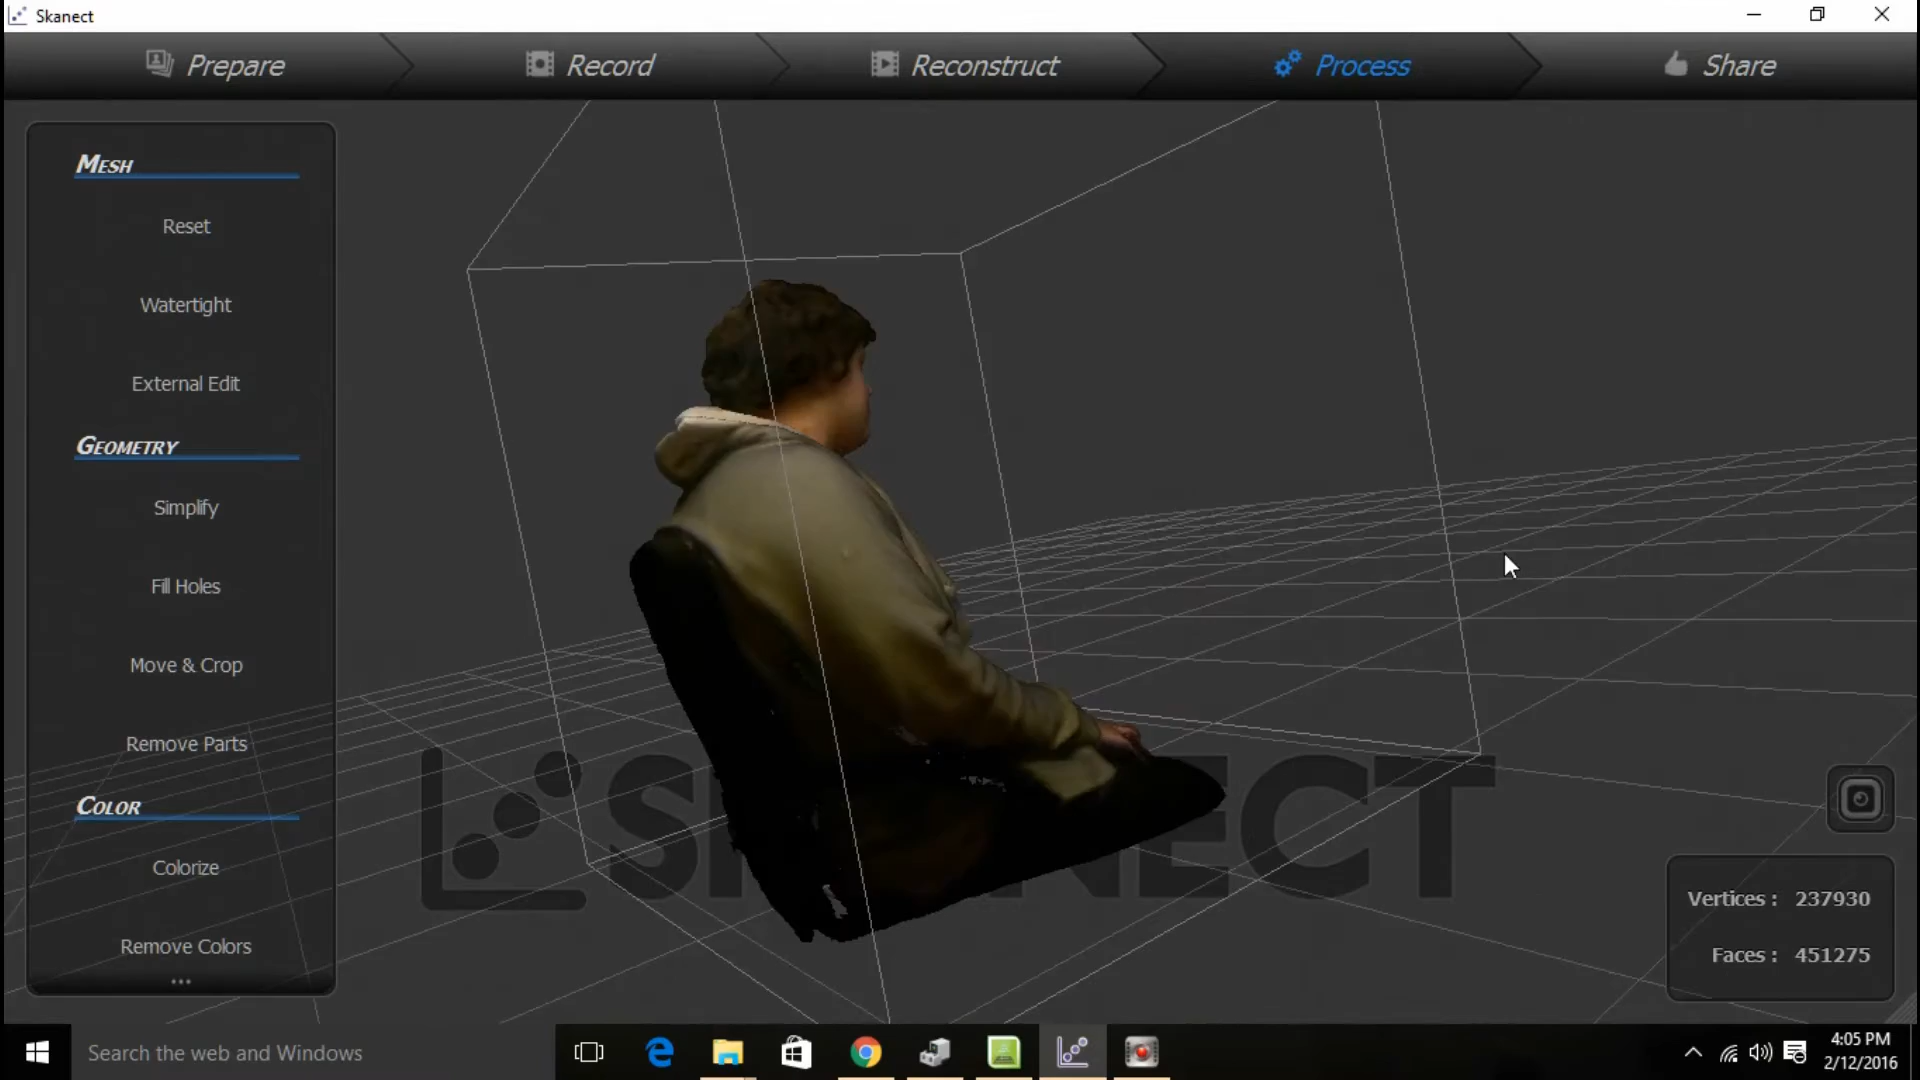 Skanect
Prepare
Record
Reconstruct
Process
Share
MESH
Reset
Watertight
External Edit
GEOMETRY
Simplify
Fill Holes
Move & Crop
Remove Parts
COLOR
Colorize
Remove Colors
...
SKANECT
Vertices : 237930
Faces : 451275
Search the web and Windows
4:05 PM
2/12/2016